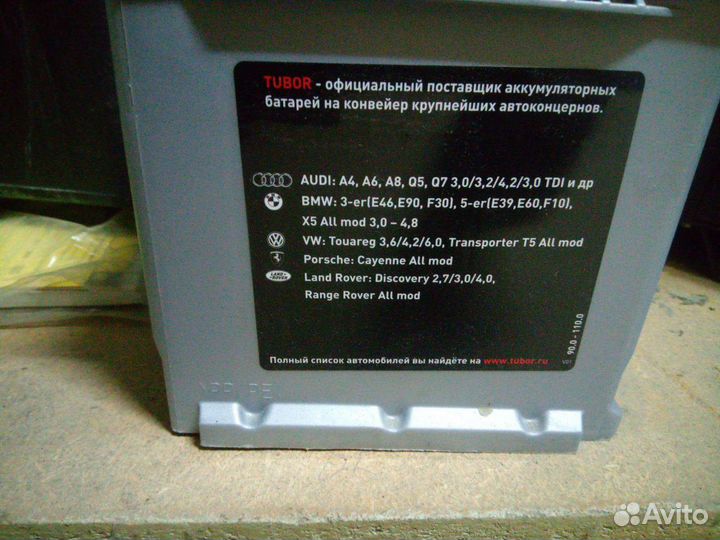 TUBOR - официальный поставщик аккумуляторных
батарей на конвейер крупнейших автоконцернов.
AUDI: A4, A6, A8, Q5, Q7 3,0/3,2/4,2/3,0 TDI и др
BMW: 3-er(E46,E90, F30), 5-er(E39,E60,F10),
X5 All mod 3,0 – 4,8
VW: Touareg 3,6/4,2/6,0, Transporter T5 All mod
Porsche: Cayenne All mod
LAND ROVER
Land Rover: Discovery 2,7/3,0/4,0,
Range Rover All mod
90.0 - 110.0
Полный список автомобилей вы найдёте на www.tubor.ru
V01
Avito